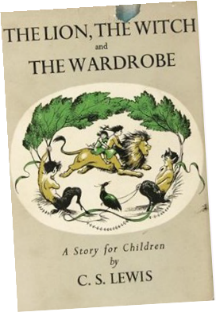 THE LION, THE WITCH
and
THE WARDROBE
A Story for Children
by
C. S. LEWIS